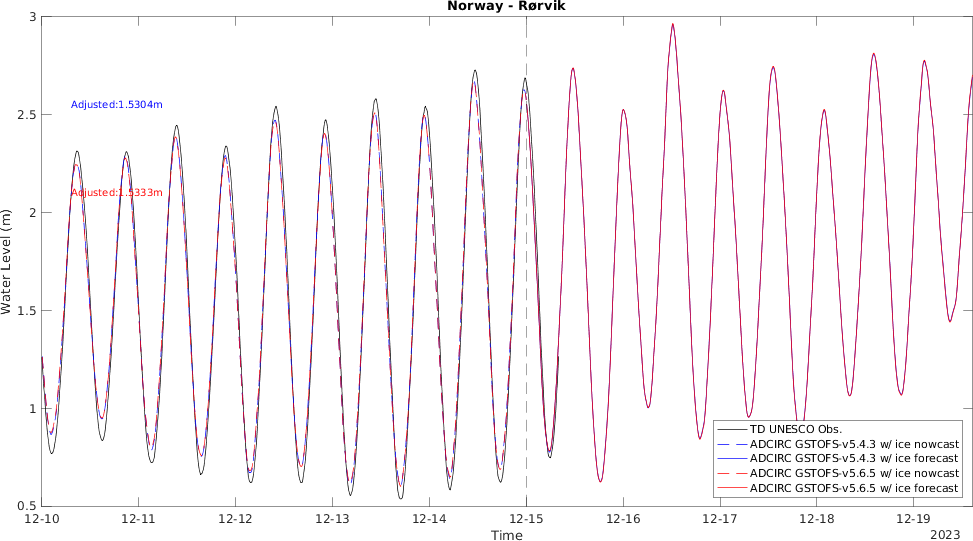 Norway - Rørvik
3
2.5
2
1.5
1
0.5
Water Level (m)
Adjusted:1.5304m
Adjusted:1.5333m
TD UNESCO Obs.
ADCIRC GSTOFS-v5.4.3 w/ ice nowcast
ADCIRC GSTOFS-v5.4.3 w/ ice forecast
ADCIRC GSTOFS-v5.6.5 w/ ice nowcast
ADCIRC GSTOFS-v5.6.5 w/ ice forecast
12-10 12-11 12-12 12-13 12-14 12-15 12-16 12-17 12-18 12-19
Time
2023